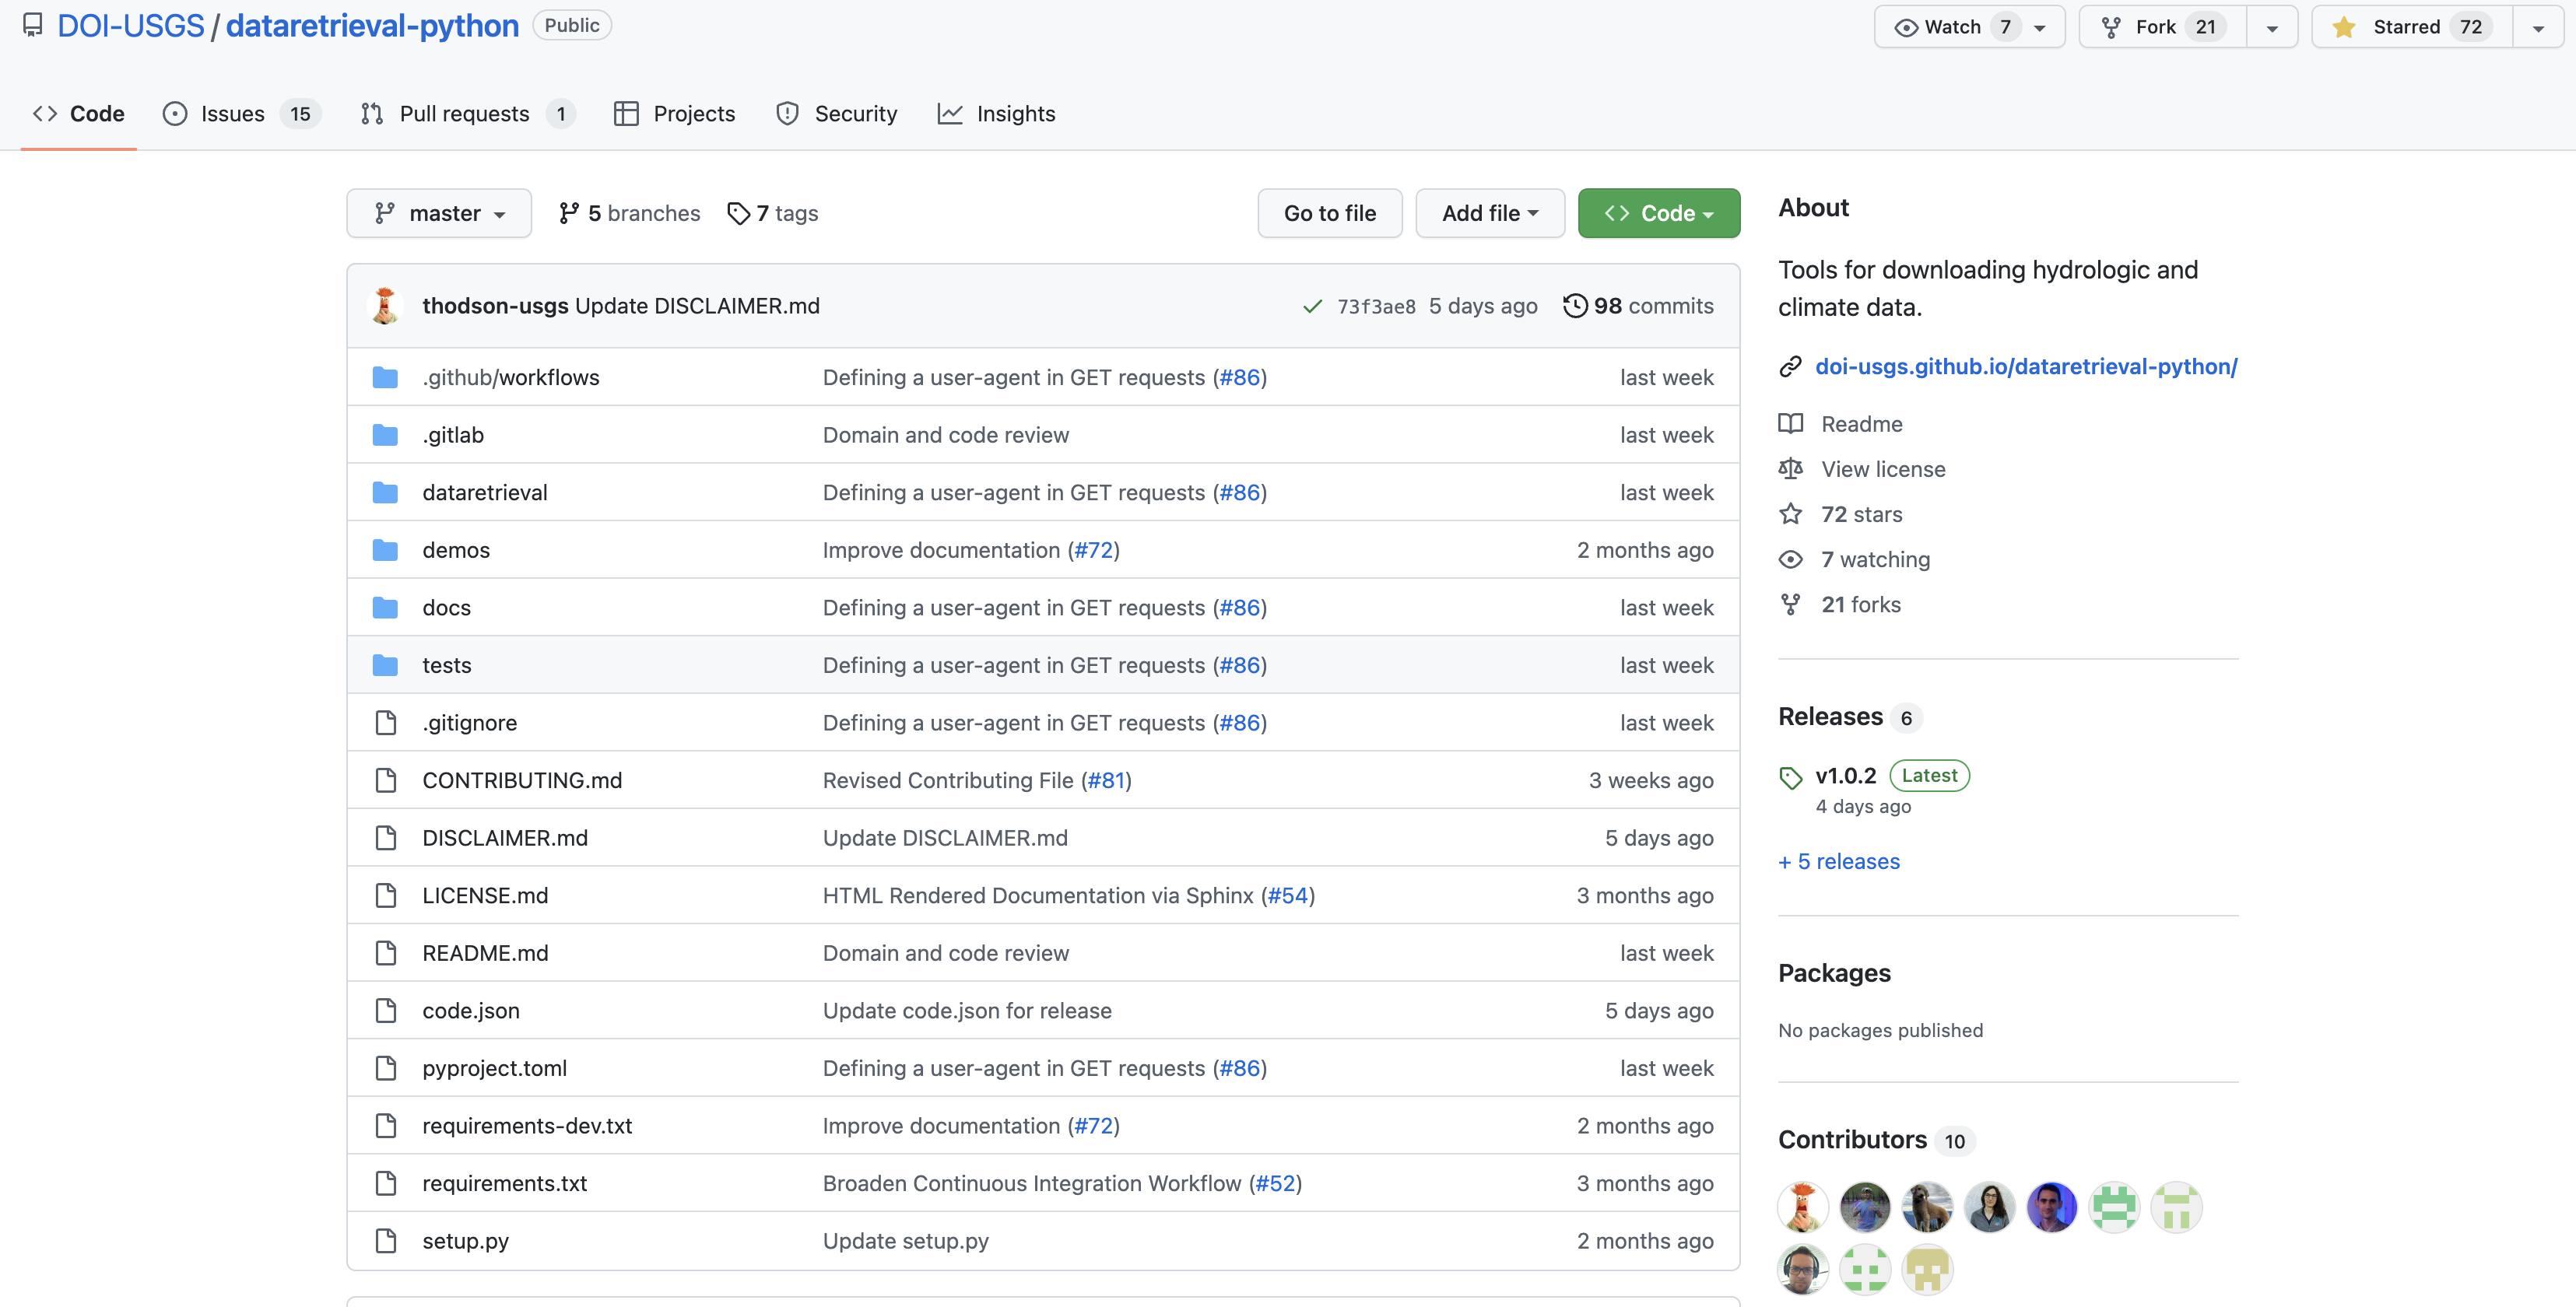 DOI-USGS / dataretrieval-python Public
Watch 7 Fork 21 Starred 72
Code Issues 15 Pull requests 1 Projects Security Insights
master 5 branches 7 tags Go to file Add file Code
thodson-usgs Update DISCLAIMER.md 73f3ae8 5 days ago 98 commits
.github/workflows Defining a user-agent in GET requests (#86) last week
.gitlab Domain and code review last week
dataretrieval Defining a user-agent in GET requests (#86) last week
demos Improve documentation (#72) 2 months ago
docs Defining a user-agent in GET requests (#86) last week
tests Defining a user-agent in GET requests (#86) last week
.gitignore Defining a user-agent in GET requests (#86) last week
CONTRIBUTING.md Revised Contributing File (#81) 3 weeks ago
DISCLAIMER.md Update DISCLAIMER.md 5 days ago
LICENSE.md HTML Rendered Documentation via Sphinx (#54) 3 months ago
README.md Domain and code review last week
code.json Update code.json for release 5 days ago
pyproject.toml Defining a user-agent in GET requests (#86) last week
requirements-dev.txt Improve documentation (#72) 2 months ago
requirements.txt Broaden Continuous Integration Workflow (#52) 3 months ago
setup.py Update setup.py 2 months ago
About
Tools for downloading hydrologic and
climate data.
doi-usgs.github.io/dataretrieval-python/
Readme
View license
72 stars
7 watching
21 forks
Releases 6
v1.0.2 Latest
4 days ago
+ 5 releases
Packages
No packages published
Contributors 10